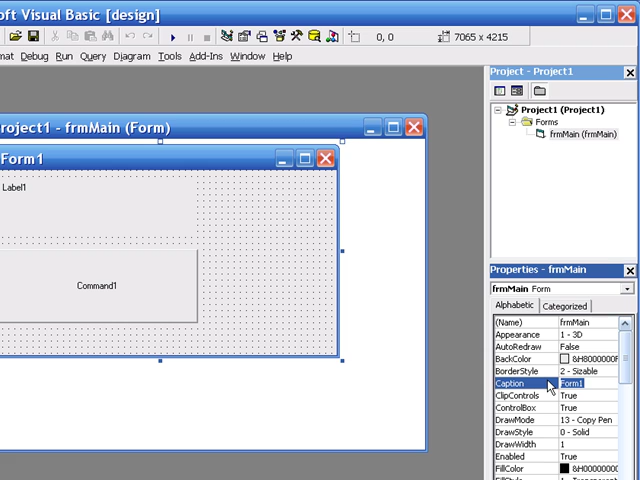 oft Visual Basic [design]
0, 0 7065 x 4215
mat Debug Run Query Diagram Tools Add-Ins Window Help
Project - Project1
Project1 (Project1)
Forms
frmMain (frmMain)
roject1 - frmMain (Form)
Form1
Label1
Command1
Properties - frmMain
frmMain Form
Alphabetic Categorized
(Name) frmMain
Appearance 1 - 3D
AutoRedraw False
BackColor &H8000000F
BorderStyle 2 - Sizable
Caption Form1
ClipControls True
ControlBox True
DrawMode 13 - Copy Pen
DrawStyle 0 - Solid
DrawWidth 1
Enabled True
FillColor &H0000000
FillStyle 1 - Transparent